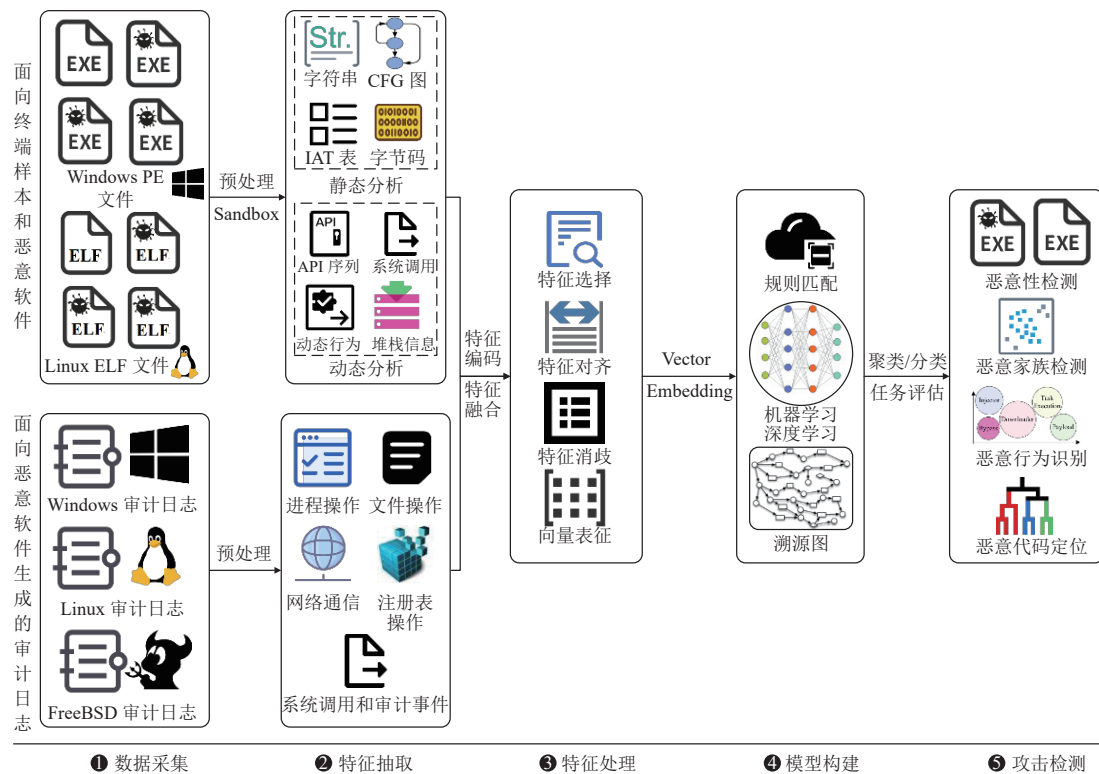 面向终端样本和恶意软件
EXE
EXE
EXE
EXE
Windows PE
文件
ELF
ELF
ELF
ELF
Linux ELF 文件
预处理
Sandbox
Str.
字符串
CFG 图
IAT 表
01010001
字节码
静态分析
API
API 序列
系统调用
动态行为
堆栈信息
动态分析
面向恶意软件生成的审计日志
Windows 审计日志
Linux 审计日志
FreeBSD 审计日志
预处理
进程操作
文件操作
网络通信
注册表
操作
系统调用和审计事件
特征
编码
特征
融合
特征选择
特征对齐
特征消歧
向量表征
Vector
Embedding
规则匹配
机器学习
深度学习
溯源图
聚类/分类
任务评估
EXE
EXE
恶意性检测
恶意家族检测
Injector
Task
Execution
Downloader
Bypass
Payload
恶意行为识别
恶意代码定位
❶ 数据采集
❷ 特征抽取
❸ 特征处理
❹ 模型构建
❺ 攻击检测